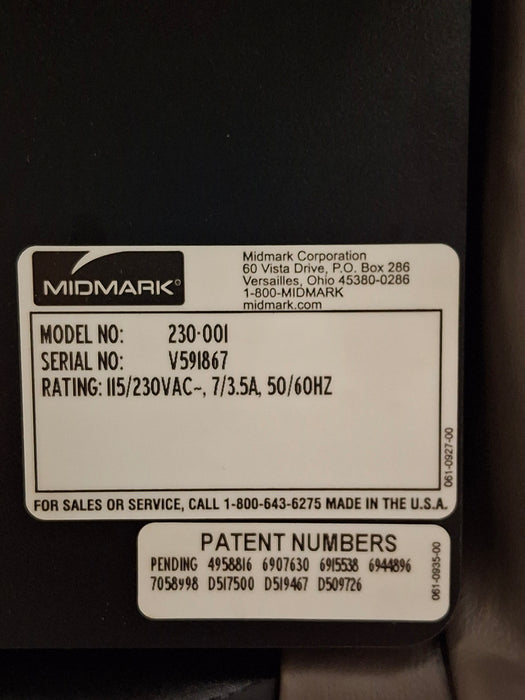 MIDMARK®
Midmark Corporation
60 Vista Drive, P.O. Box 286
Versailles, Ohio 45380-0286
1-800-MIDMARK
midmark.com
MODEL NO: 230-001
SERIAL NO: V591867
RATING: 115/230VAC~, 7/3.5A, 50/60HZ
061-0927-00
FOR SALES OR SERVICE, CALL 1-800-643-6275 MADE IN THE U.S.A.
PATENT NUMBERS
PENDING 4958816 6907630 6915538 6944896
7058998 D517500 D519467 D509726
061-0935-00